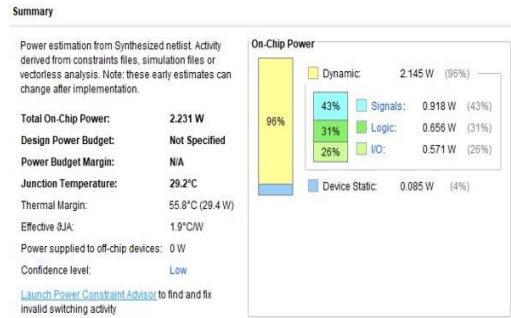 Summary
Power estimation from Synthesized netlist. Activity
derived from constraints files, simulation files or
vectorless analysis. Note: these early estimates can
change after implementation.
Total On-Chip Power: 2.231 W
Design Power Budget: Not Specified
Power Budget Margin: N/A
Junction Temperature: 29.2°C
Thermal Margin: 55.8°C (29.4 W)
Effective ϑJA: 1.9°C/W
Power supplied to off-chip devices: 0 W
Confidence level: Low
Launch Power Constraint Advisor to find and fix
invalid switching activity
On-Chip Power
96%
Dynamic: 2.145 W (96%)
43% Signals: 0.918 W (43%)
31% Logic: 0.656 W (31%)
26% I/O: 0.571 W (26%)
Device Static: 0.085 W (4%)